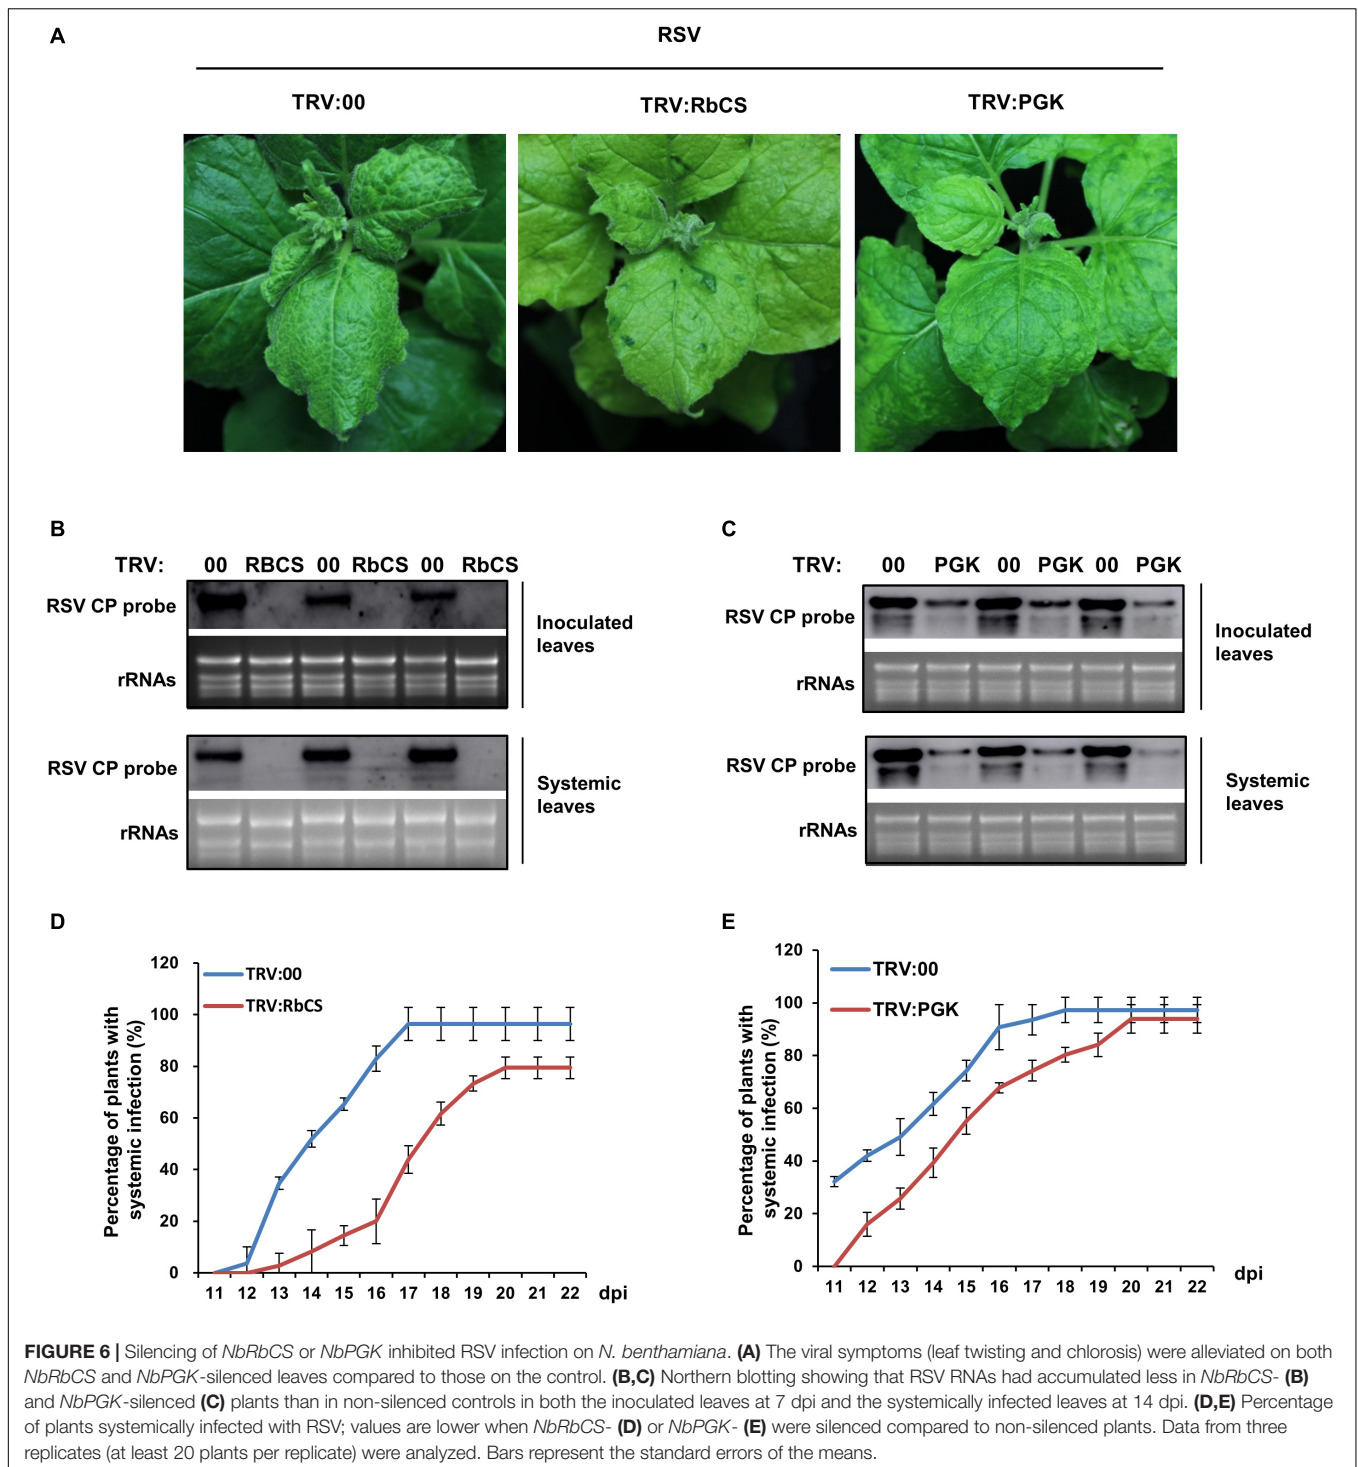 A
RSV
TRV:00 TRV:RbCS TRV:PGK
B
TRV: 00 RBCS 00 RbCS 00 RbCS
RSV CP probe
Inoculated
leaves
rRNAs
RSV CP probe
Systemic
leaves
rRNAs
C
TRV: 00 PGK 00 PGK 00 PGK
RSV CP probe
Inoculated
leaves
rRNAs
RSV CP probe
Systemic
leaves
rRNAs
D
Percentage of plants with
systemic infection (%)
120
100
80
60
40
20
0
TRV:00
TRV:RbCS
11 12 13 14 15 16 17 18 19 20 21 22 dpi
E
Percentage of plants with
systemic infection (%)
120
100
80
60
40
20
0
TRV:00
TRV:PGK
11 12 13 14 15 16 17 18 19 20 21 22 dpi
FIGURE 6 | Silencing of NbRbCS or NbPGK inhibited RSV infection on N. benthamiana. (A) The viral symptoms (leaf twisting and chlorosis) were alleviated on both
NbRbCS and NbPGK-silenced leaves compared to those on the control. (B,C) Northern blotting showing that RSV RNAs had accumulated less in NbRbCS- (B)
and NbPGK-silenced (C) plants than in non-silenced controls in both the inoculated leaves at 7 dpi and the systemically infected leaves at 14 dpi. (D,E) Percentage
of plants systemically infected with RSV; values are lower when NbRbCS- (D) or NbPGK- (E) were silenced compared to non-silenced plants. Data from three
replicates (at least 20 plants per replicate) were analyzed. Bars represent the standard errors of the means.